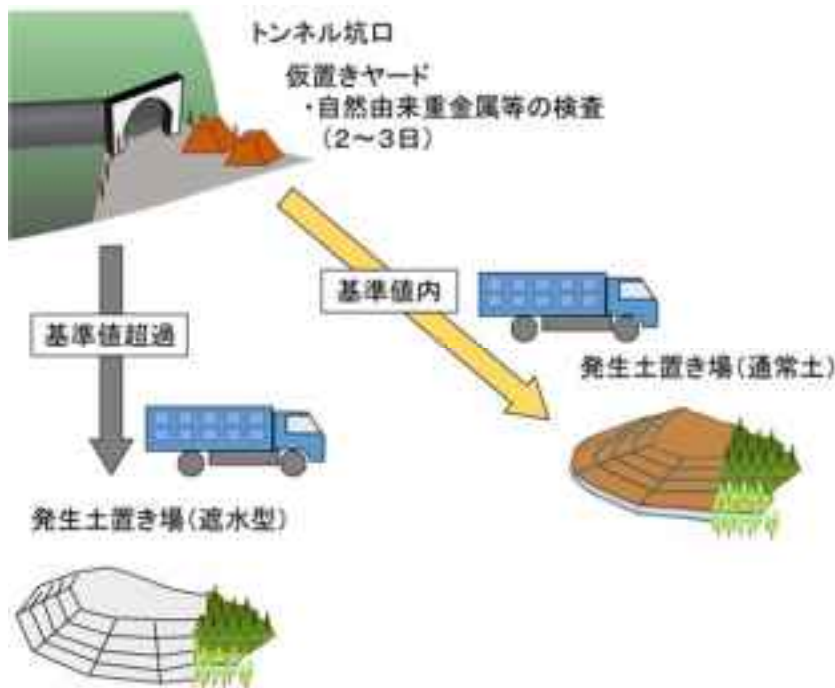 トンネル坑口
仮置きヤード
・自然由来重金属等の検査
(2～3日)
基準値内
基準値超過
発生土置き場(通常土)
発生土置き場(遮水型)